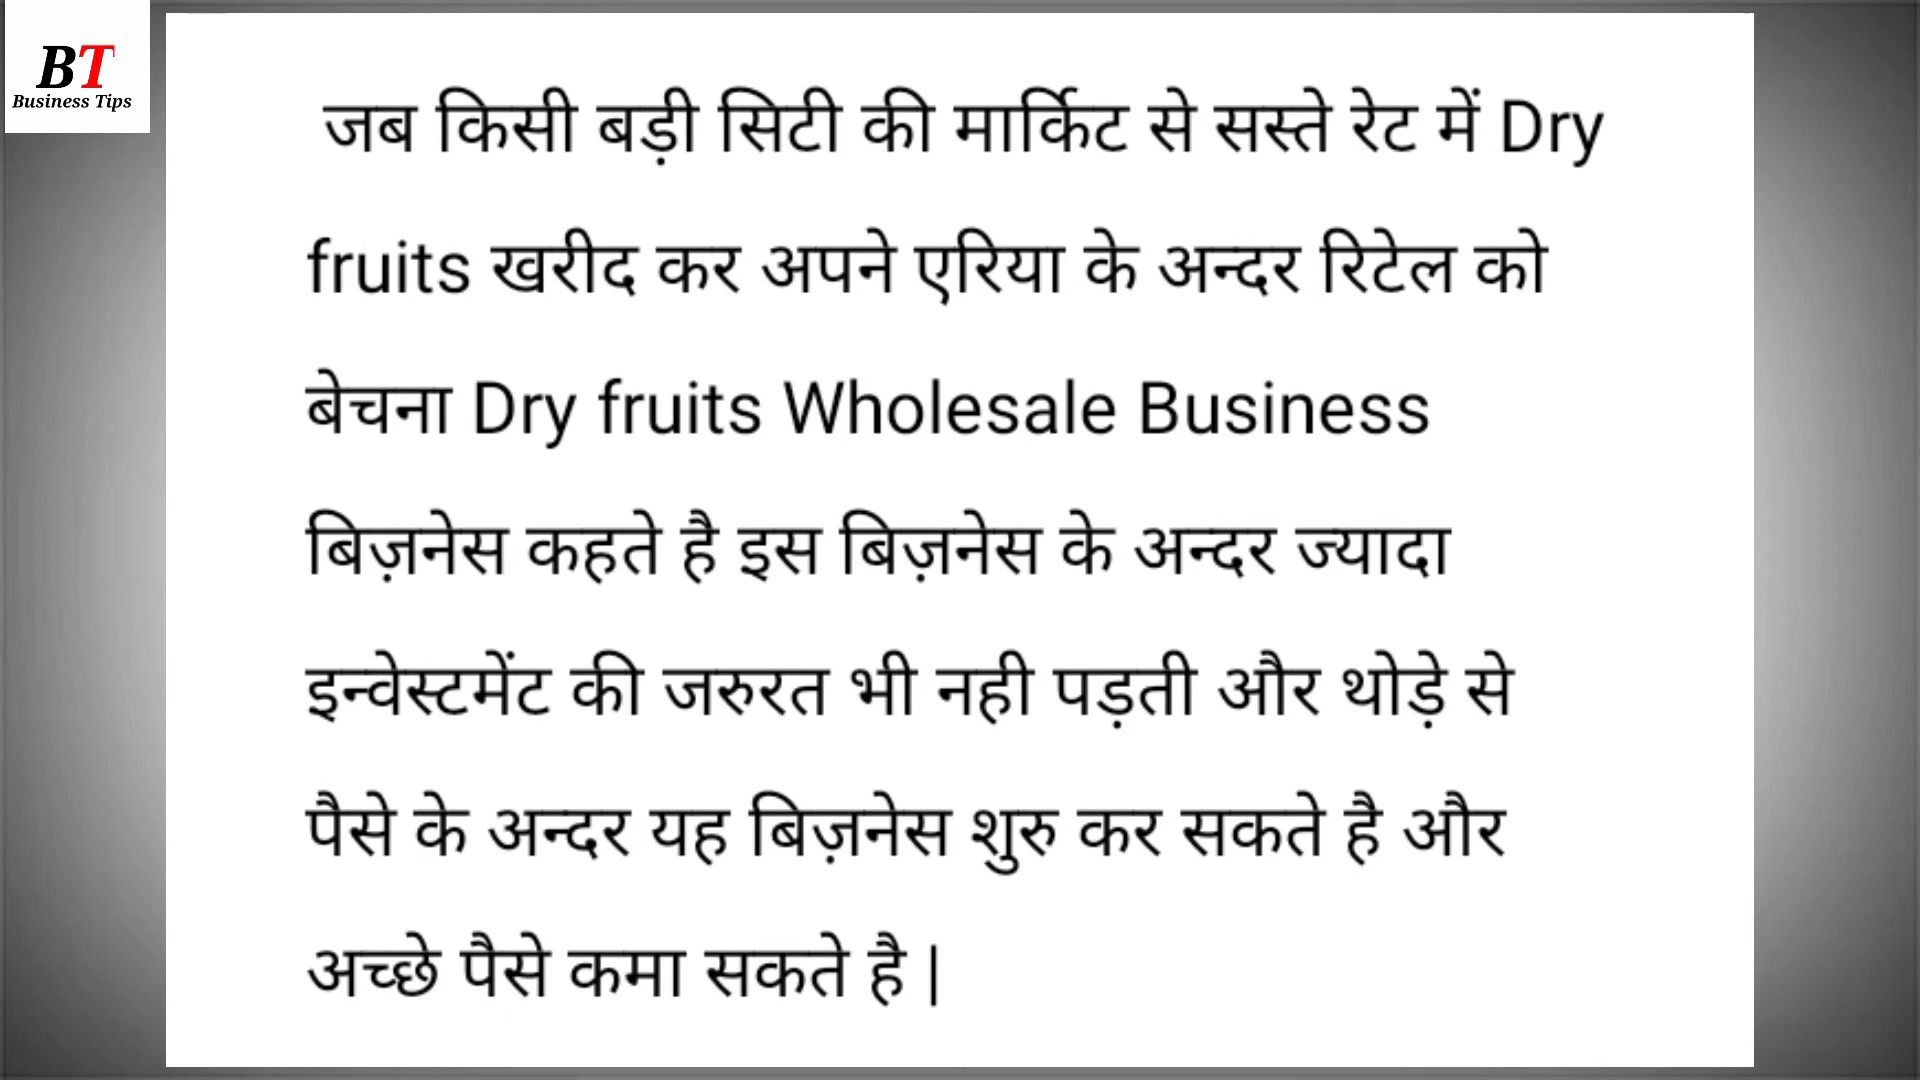 BT
Business Tips
जब किसी बड़ी सिटी की मार्किट से सस्ते रेट में Dry
fruits खरीद कर अपने एरिया के अन्दर रिटेल को
बेचना Dry fruits Wholesale Business
बिज़नेस कहते है इस बिज़नेस के अन्दर ज्यादा
इन्वेस्टमेंट की जरुरत भी नही पड़ती और थोड़े से
पैसे के अन्दर यह बिज़नेस शुरु कर सकते है और
अच्छे पैसे कमा सकते है |